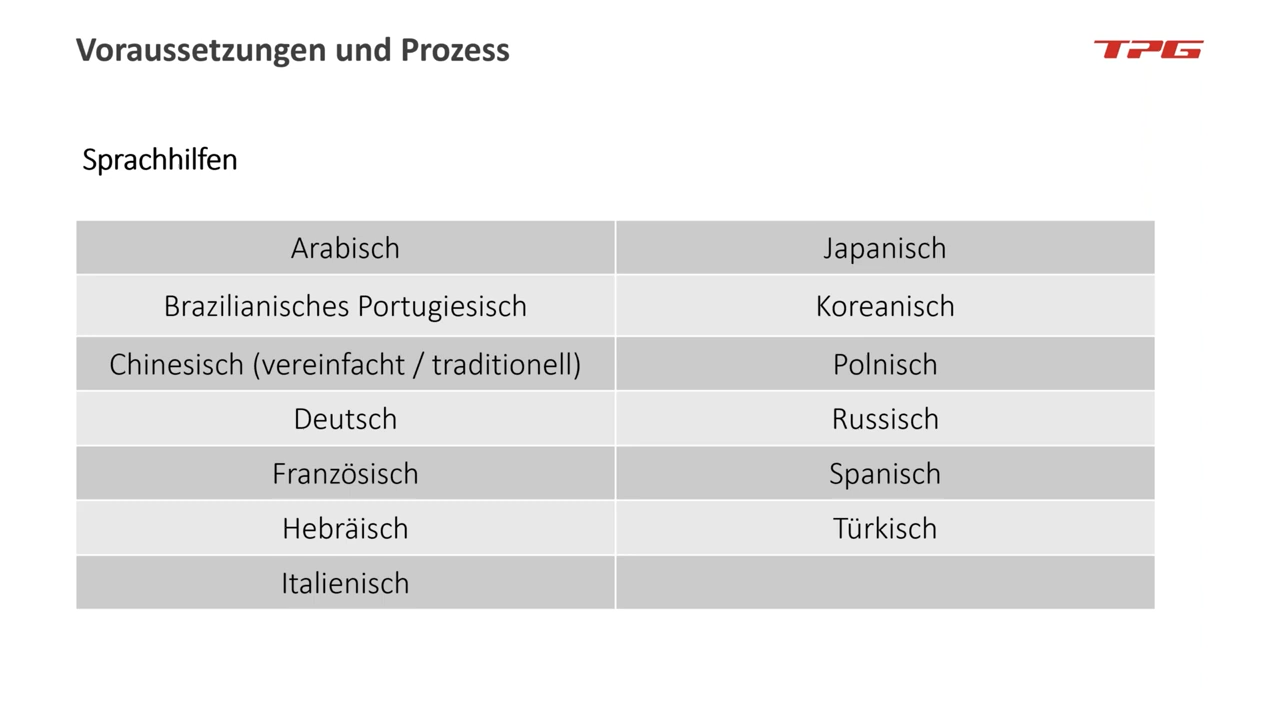 Voraussetzungen und Prozess
TPG
Sprachhilfen
Arabisch
Japanisch
Brazilianisches Portugiesisch
Koreanisch
Chinesisch (vereinfacht / traditionell)
Polnisch
Deutsch
Russisch
Französisch
Spanisch
Hebräisch
Türkisch
Italienisch